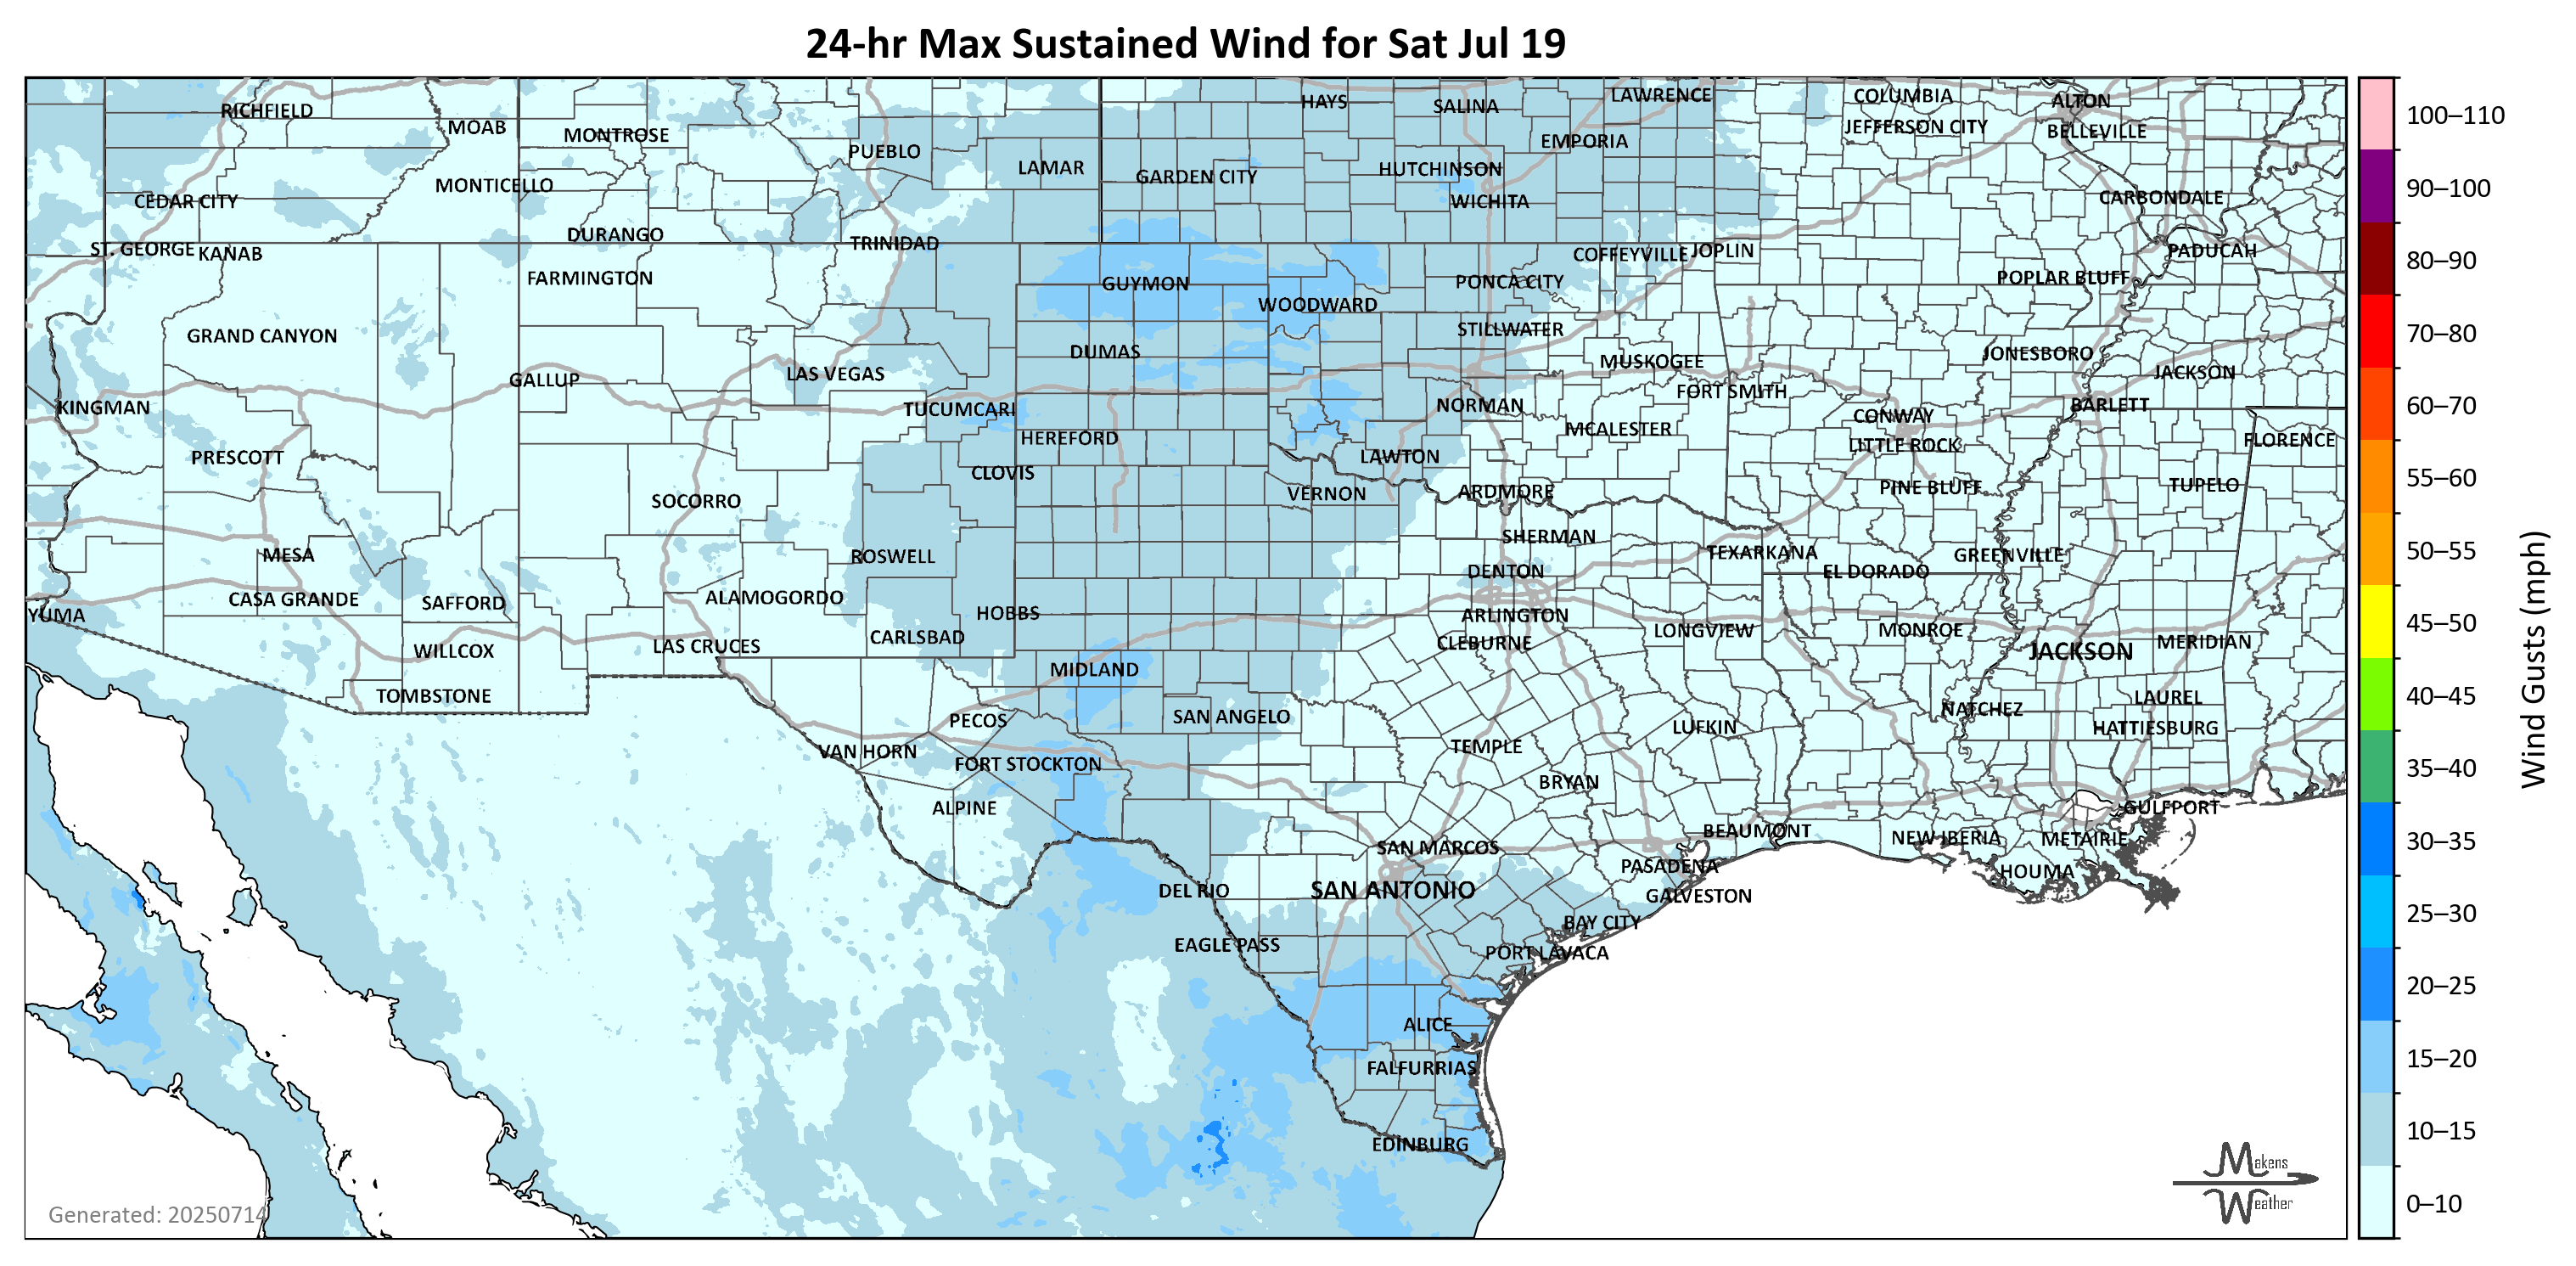 24-hr Max Sustained Wind for Sat Jul 19
RICHFIELD
MOAB
MONTROSE
PUEBLO
LAMAR
HAYS
SALINA
LAWRENCE
COLUMBIA
ALTON
JEFFERSON CITY
BELLEVILLE
EMPORIA
GARDEN CITY
HUTCHINSON
WICHITA
CEDAR CITY
MONTICELLO
CARBONDALE
ST. GEORGE
KANAB
DURANGO
TRINIDAD
COFFEYVILLE
JOPLIN
PADUCAH
FARMINGTON
GUYMON
WOODWARD
PONCA CITY
POPLAR BLUFF
GRAND CANYON
DUMAS
STILLWATER
MUSKOGEE
JONESBORO
JACKSON
GALLUP
LAS VEGAS
FORT SMITH
KINGMAN
TUCUMCARI
NORMAN
CONWAY
BARLETT
HEREFORD
MCALESTER
LITTLE ROCK
FLORENCE
PRESCOTT
CLOVIS
LAWTON
SOCORRO
VERNON
ARDMORE
PINE BLUFF
TUPELO
MESA
ROSWELL
SHERMAN
TEXARKANA
GREENVILLE
DENTON
EL DORADO
YUMA
CASA GRANDE
SAFFORD
ALAMOGORDO
HOBBS
ARLINGTON
WILLCOX
LAS CRUCES
CARLSBAD
CLEBURNE
LONGVIEW
MONROE
JACKSON
MERIDIAN
TOMBSTONE
MIDLAND
PECOS
SAN ANGELO
LUFKIN
NATCHEZ
LAUREL
HATTIESBURG
VAN HORN
FORT STOCKTON
TEMPLE
BRYAN
ALPINE
GULFPORT
SAN MARCOS
BEAUMONT
NEW IBERIA
METAIRIE
DEL RIO
SAN ANTONIO
PASADENA
GALVESTON
HOUMA
EAGLE PASS
BAY CITY
PORT LAVACA
ALICE
FALFURRIAS
EDINBURG
Generated: 20250714
Makens
Weather
100–110
90–100
80–90
70–80
60–70
55–60
50–55
45–50
40–45
35–40
30–35
25–30
20–25
15–20
10–15
0–10
Wind Gusts (mph)